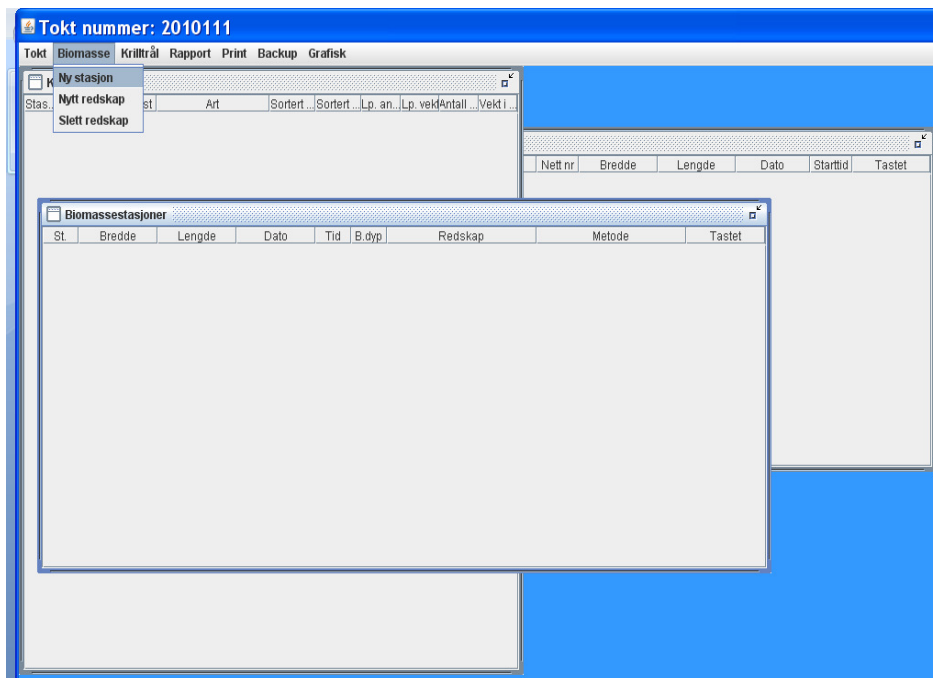 Tokt nummer: 2010111
Tokt Biomasse Krilltrål Rapport Print Backup Grafisk
Ny stasjon
Nytt redskap
Slett redskap
K
Stas.. st Art Sortert ... Sortert ... Lp. an... Lp. vekt Antall ... Vekt i ...
Nett nr Bredde Lengde Dato Starttid Tastet
Biomassestasjoner
St. Bredde Lengde Dato Tid B.dyp Redskap Metode Tastet